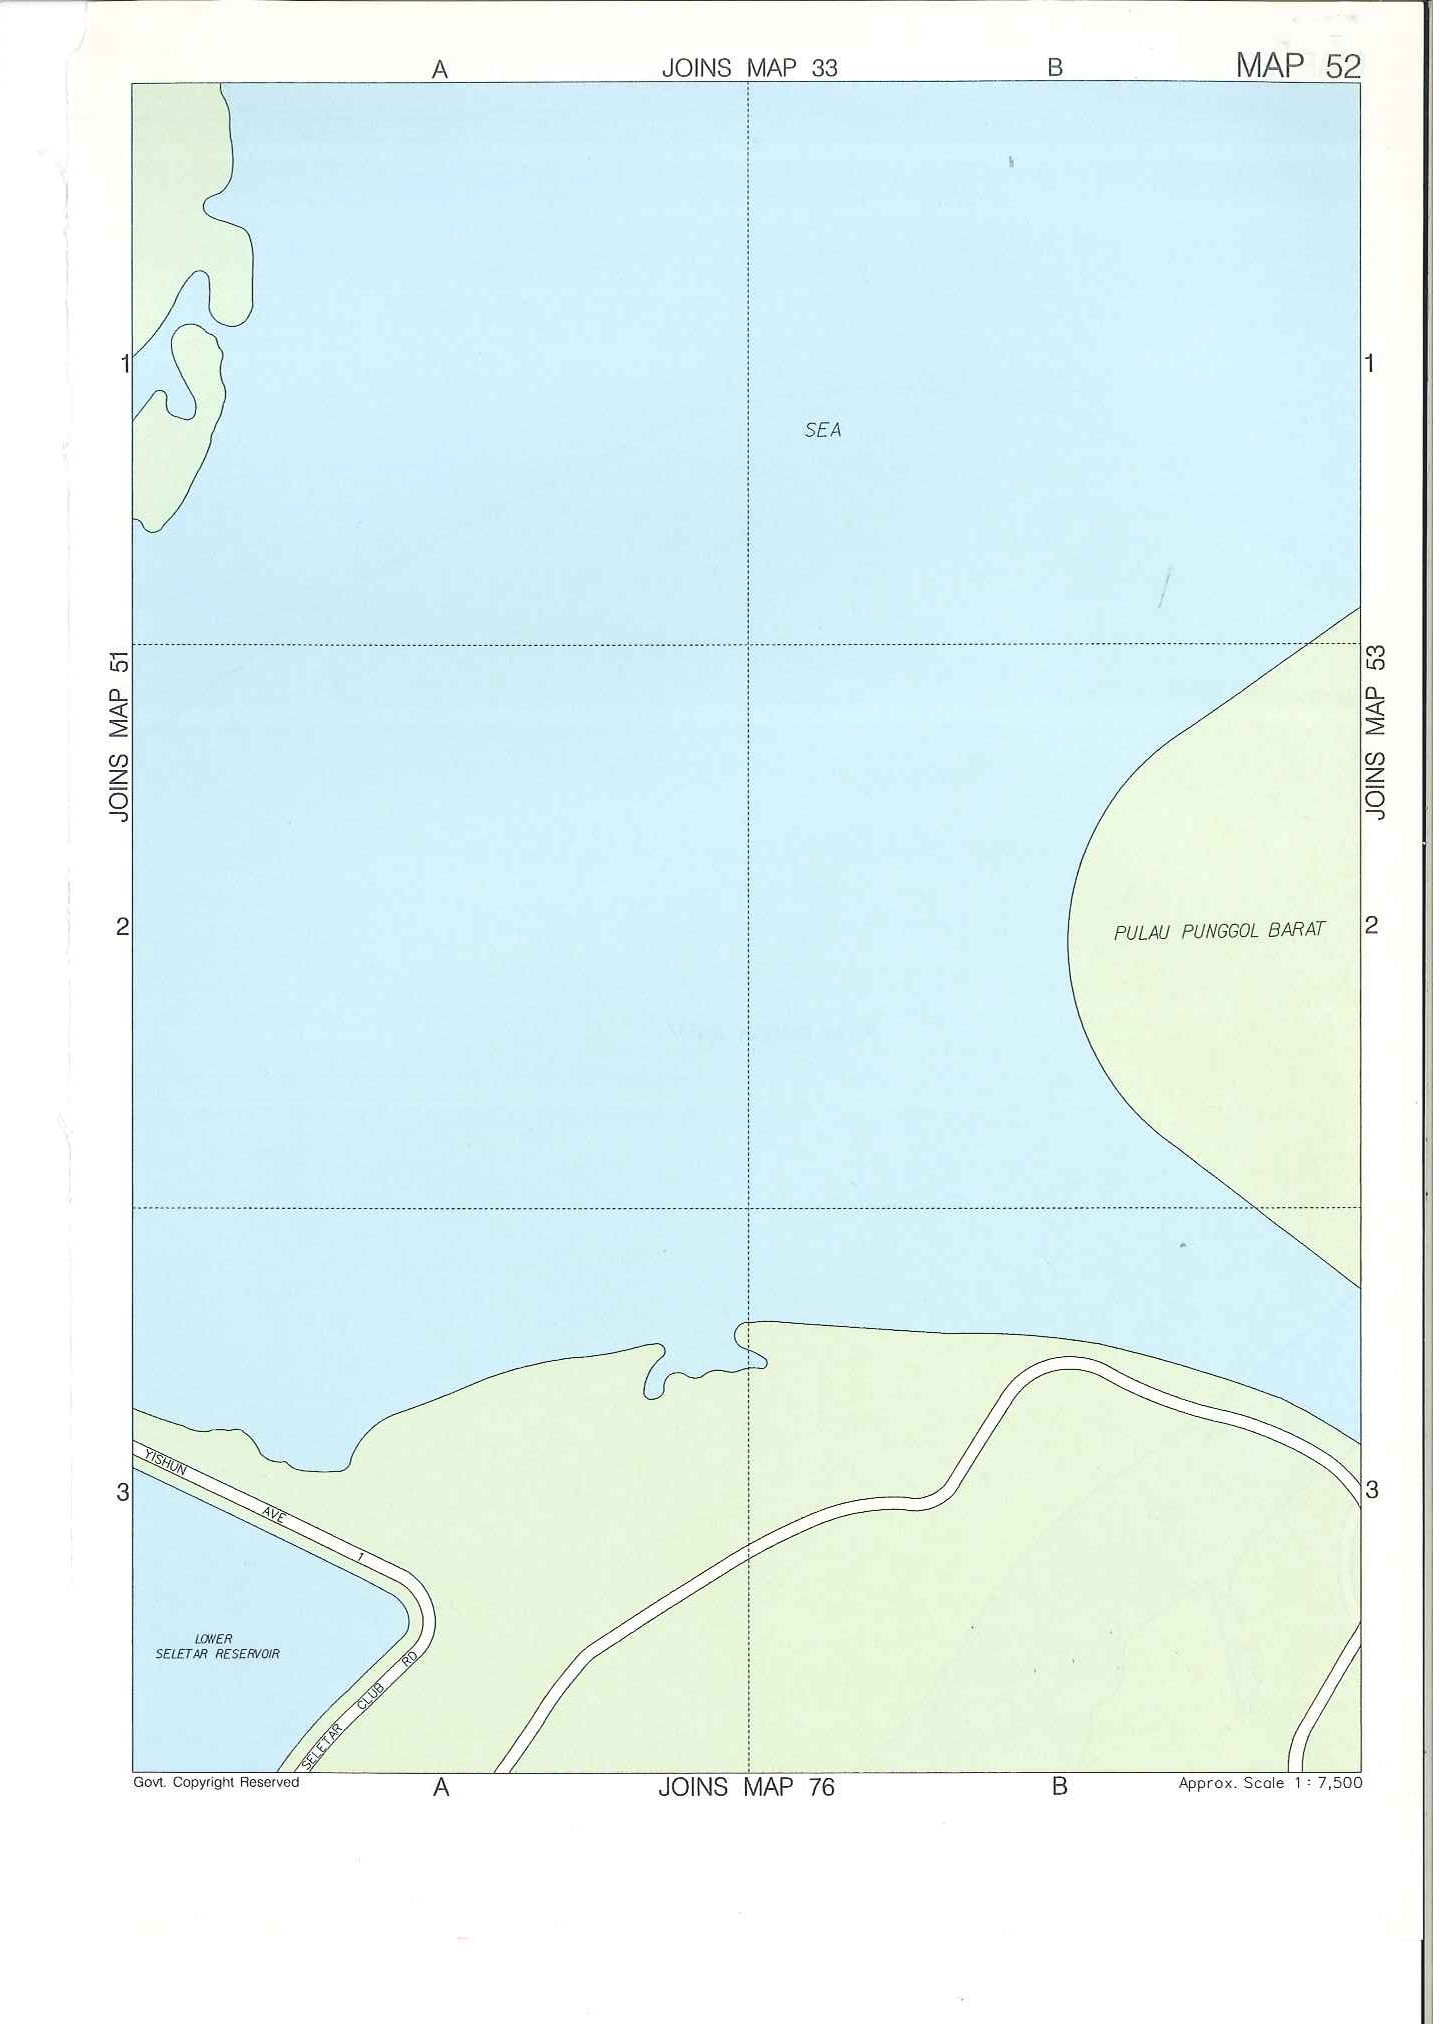 A JOINS MAP 33 B MAP 52
1 1
SEA
JOINS MAP 51
JOINS MAP 53
2 PULAU PUNGGOL BARAT 2
3 3
YISHUN AVE 1
LOWER
SELETAR RESERVOIR
SELETAR CLUB RD
Govt. Copyright Reserved A JOINS MAP 76 B Approx. Scale 1 : 7,500